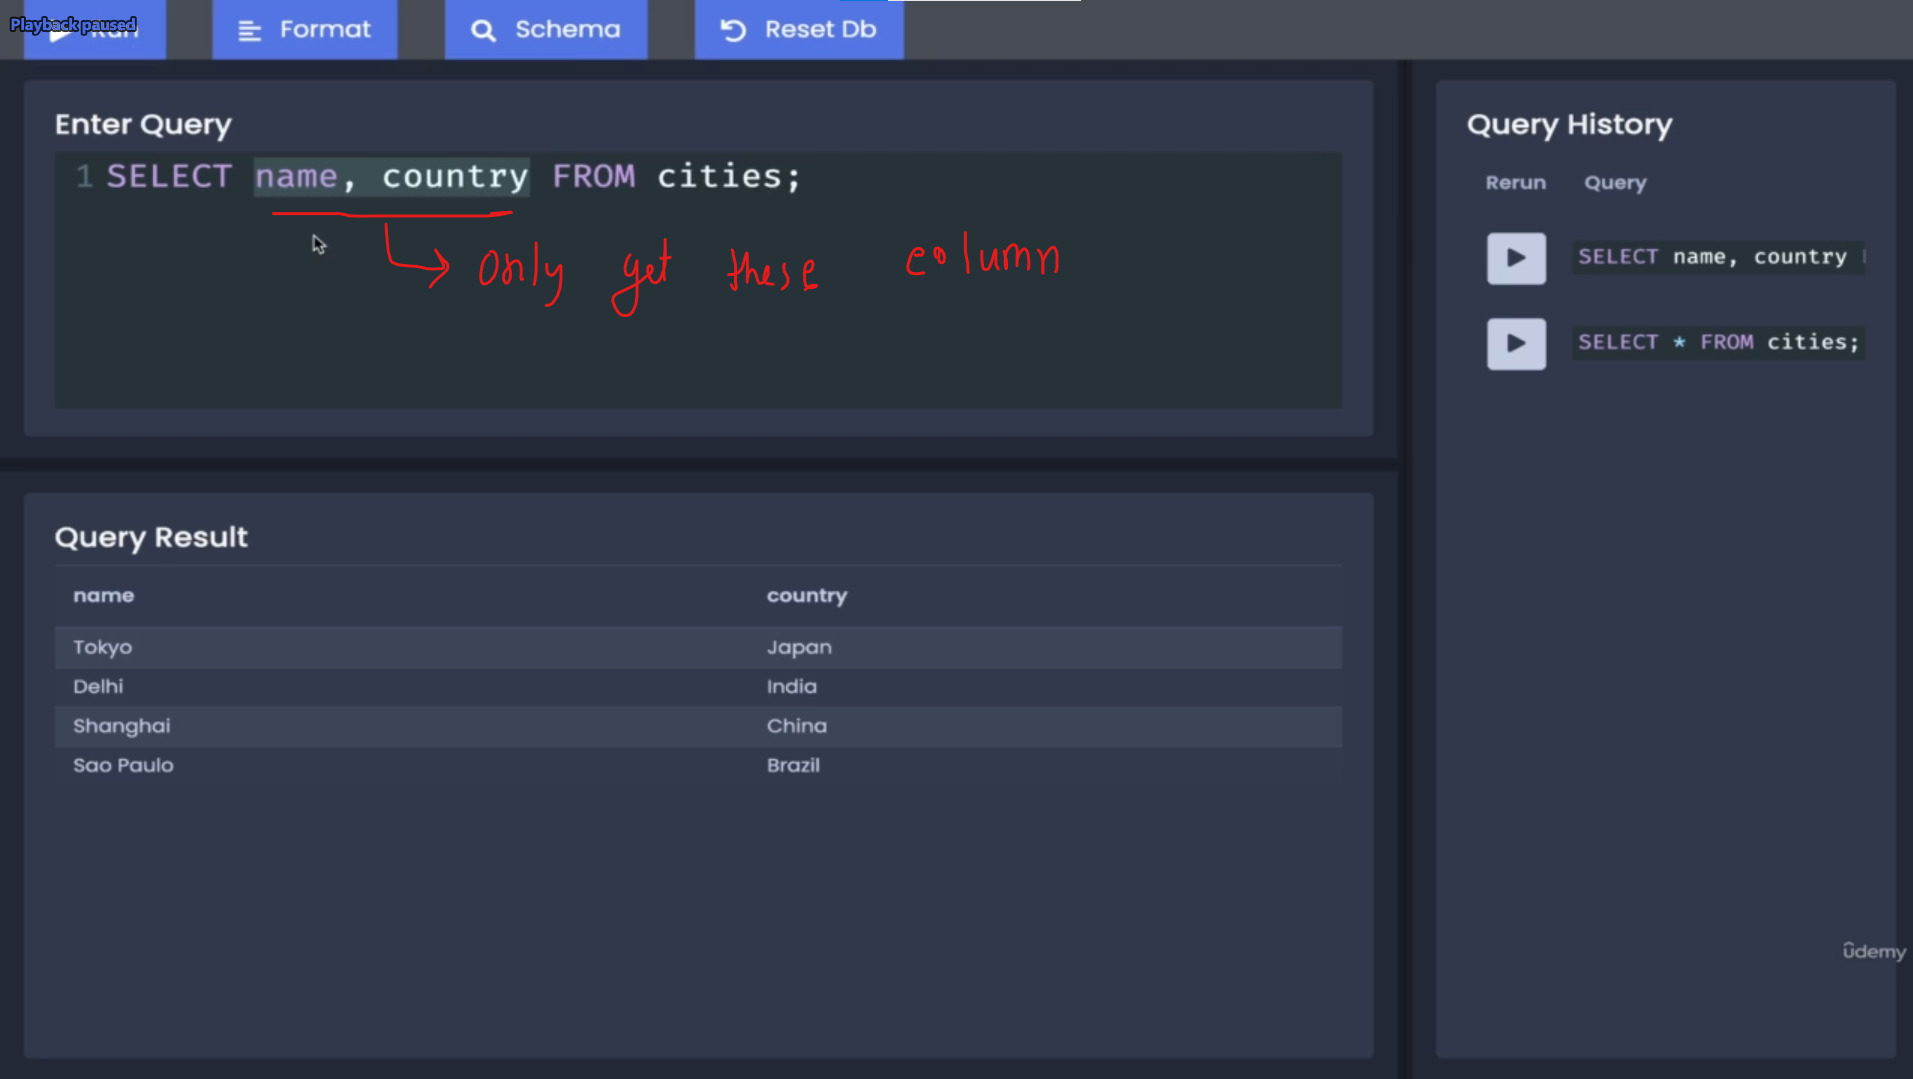 Playback paused
Run
Format
Schema
Reset Db
Enter Query
1 SELECT name, country FROM cities;
only get these column
Query Result
name country
Tokyo Japan
Delhi India
Shanghai China
Sao Paulo Brazil
Query History
Rerun Query
SELECT name, country
SELECT * FROM cities;
ûdemy